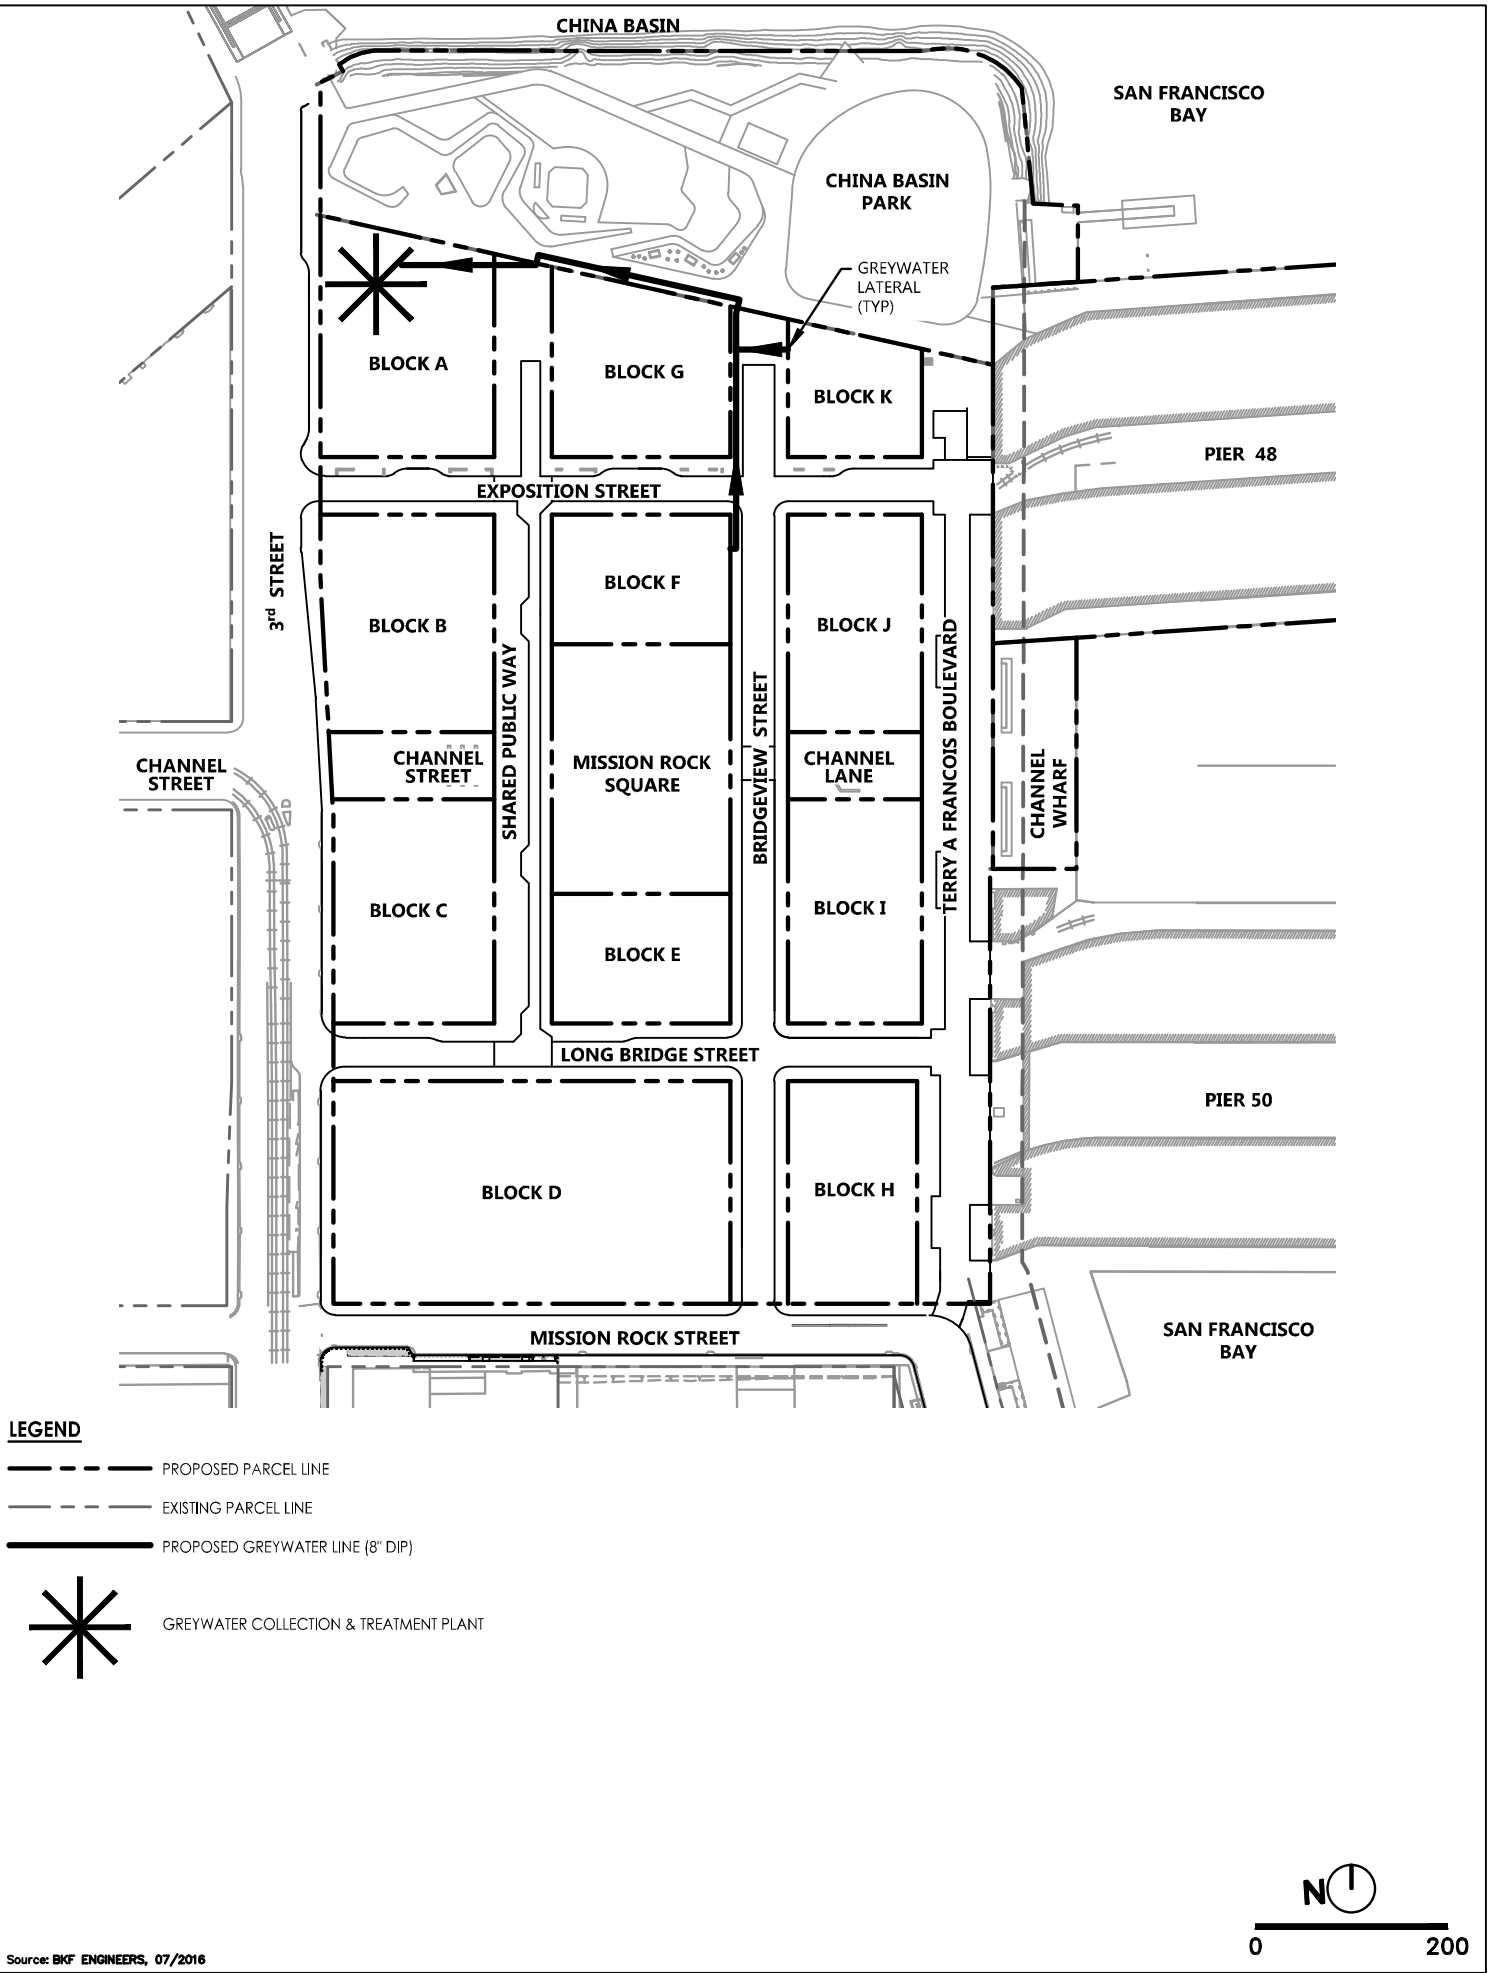 CHINA BASIN
SAN FRANCISCO
BAY
CHINA BASIN
PARK
GREYWATER
LATERAL
(TYP)
BLOCK A
BLOCK G
BLOCK K
PIER 48
EXPOSITION STREET
3rd STREET
BLOCK F
BLOCK B
BLOCK J
SHARED PUBLIC WAY
BRIDGEVIEW STREET
TERRY A FRANCOIS BOULEVARD
CHANNEL
STREET
CHANNEL
STREET
MISSION ROCK
SQUARE
CHANNEL
LANE
CHANNEL
WHARF
BLOCK C
BLOCK I
BLOCK E
LONG BRIDGE STREET
PIER 50
BLOCK D
BLOCK H
MISSION ROCK STREET
SAN FRANCISCO
BAY
LEGEND
PROPOSED PARCEL LINE
EXISTING PARCEL LINE
PROPOSED GREYWATER LINE (8" DIP)
GREYWATER COLLECTION & TREATMENT PLANT
N
0 200
Source: BKF ENGINEERS, 07/2016